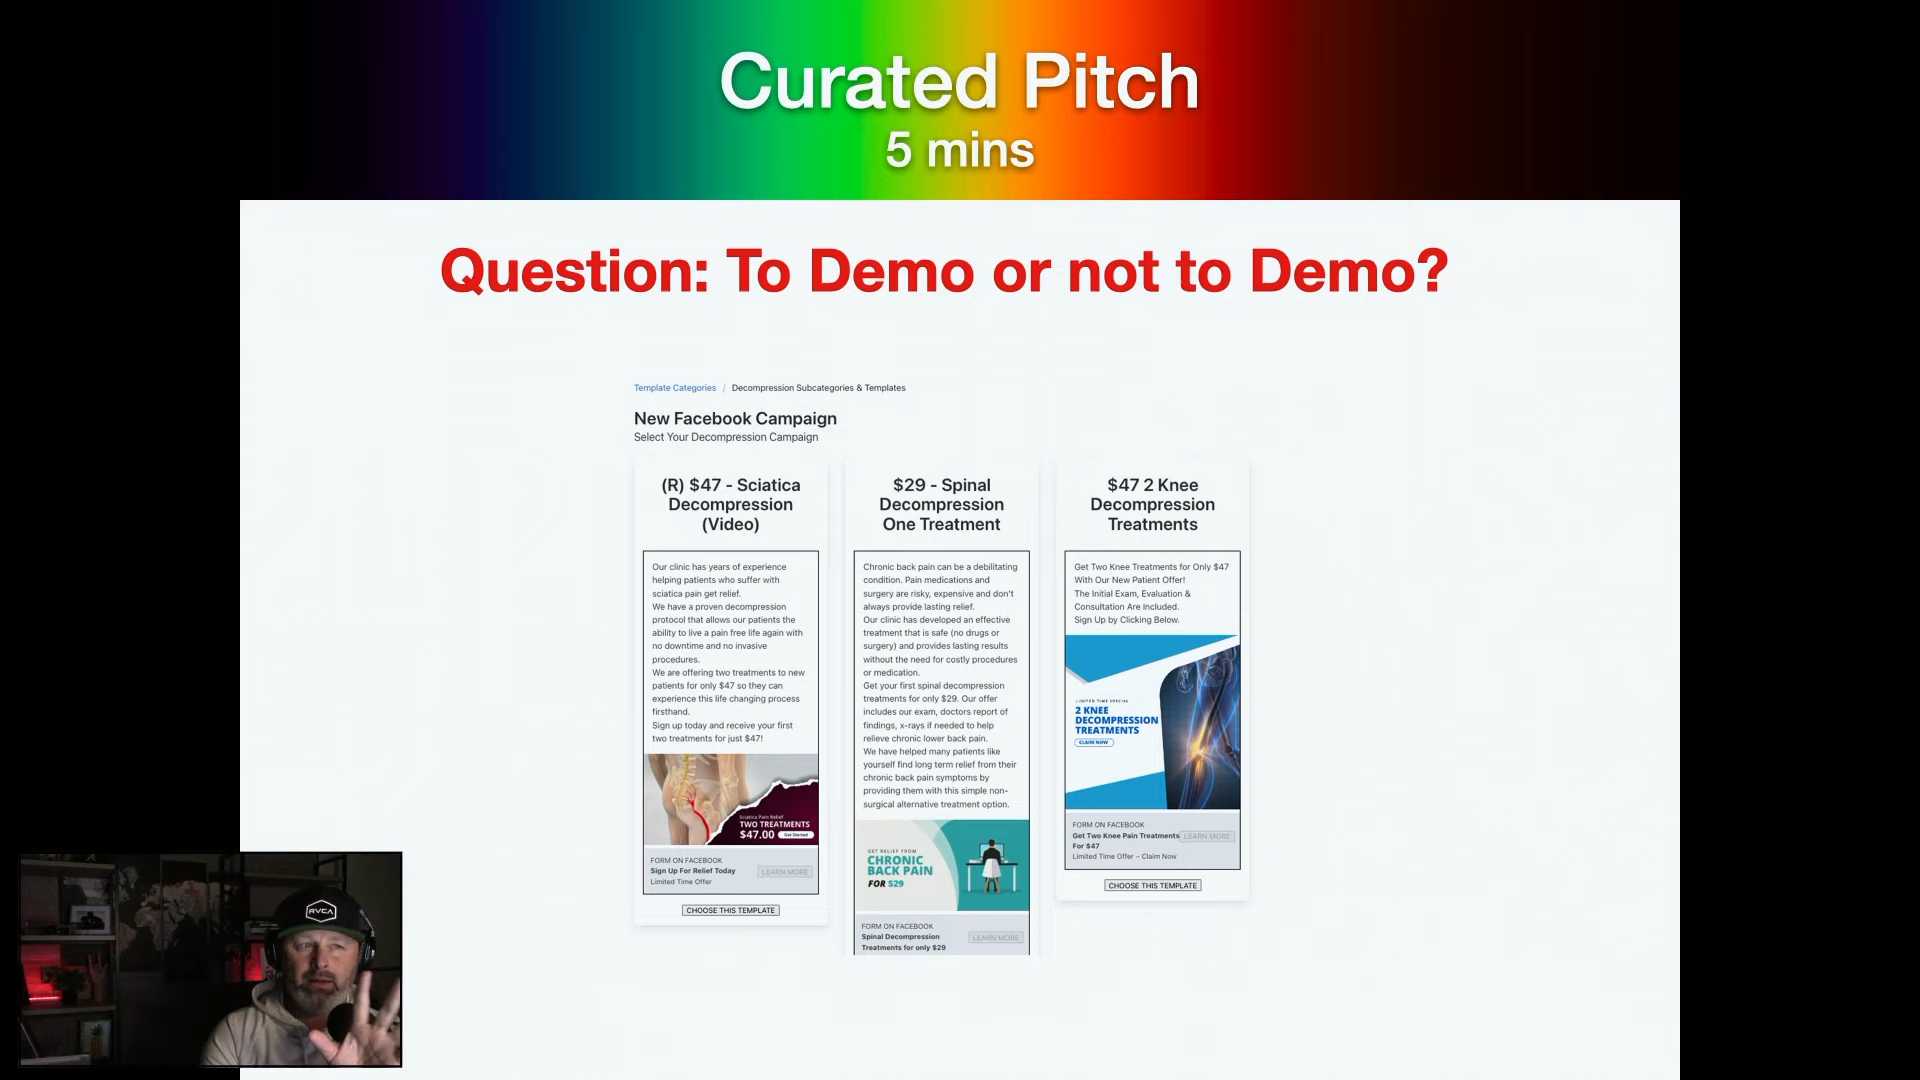 Curated Pitch
5 mins
Question: To Demo or not to Demo?
Template Categories / Decompression Subcategories & Templates
New Facebook Campaign
Select Your Decompression Campaign
(R) $47 - Sciatica
Decompression
(Video)
Our clinic has years of experience
helping patients who suffer with
sciatica pain get relief.
We have a proven decompression
protocol that allows our patients the
ability to live a pain free life again with
no downtime and no invasive
procedures.
We are offering two treatments to new
patients for only $47 so they can
experience this life changing process
firsthand.
Sign up today and receive your first
two treatments for just $47!
Sciatica Pain Relief
TWO TREATMENTS
$47.00 Get Started
FORM ON FACEBOOK
Sign Up For Relief Today
LEARN MORE
Limited Time Offer
CHOOSE THIS TEMPLATE
$29 - Spinal
Decompression
One Treatment
Chronic back pain can be a debilitating
condition. Pain medications and
surgery are risky, expensive and don't
always provide lasting relief.
Our clinic has developed an effective
treatment that is safe (no drugs or
surgery) and provides lasting results
without the need for costly procedures
or medication.
Get your first spinal decompression
treatments for only $29. Our offer
includes our exam, doctors report of
findings, x-rays if needed to help
relieve chronic lower back pain.
We have helped many patients like
yourself find long term relief from their
chronic back pain symptoms by
providing them with this simple non-
surgical alternative treatment option.
GET RELIEF FROM
CHRONIC
BACK PAIN
FOR $29
FORM ON FACEBOOK
Spinal Decompression
LEARN MORE
Treatments for only $29
$47 2 Knee
Decompression
Treatments
Get Two Knee Treatments for Only $47
With Our New Patient Offer!
The Initial Exam, Evaluation &
Consultation Are Included.
Sign Up by Clicking Below.
LIMITED TIME SPECIAL
2 KNEE
DECOMPRESSION
TREATMENTS
CLAIM NOW
FORM ON FACEBOOK
Get Two Knee Pain Treatments
LEARN MORE
For $47
Limited Time Offer – Claim Now
CHOOSE THIS TEMPLATE
RVCA